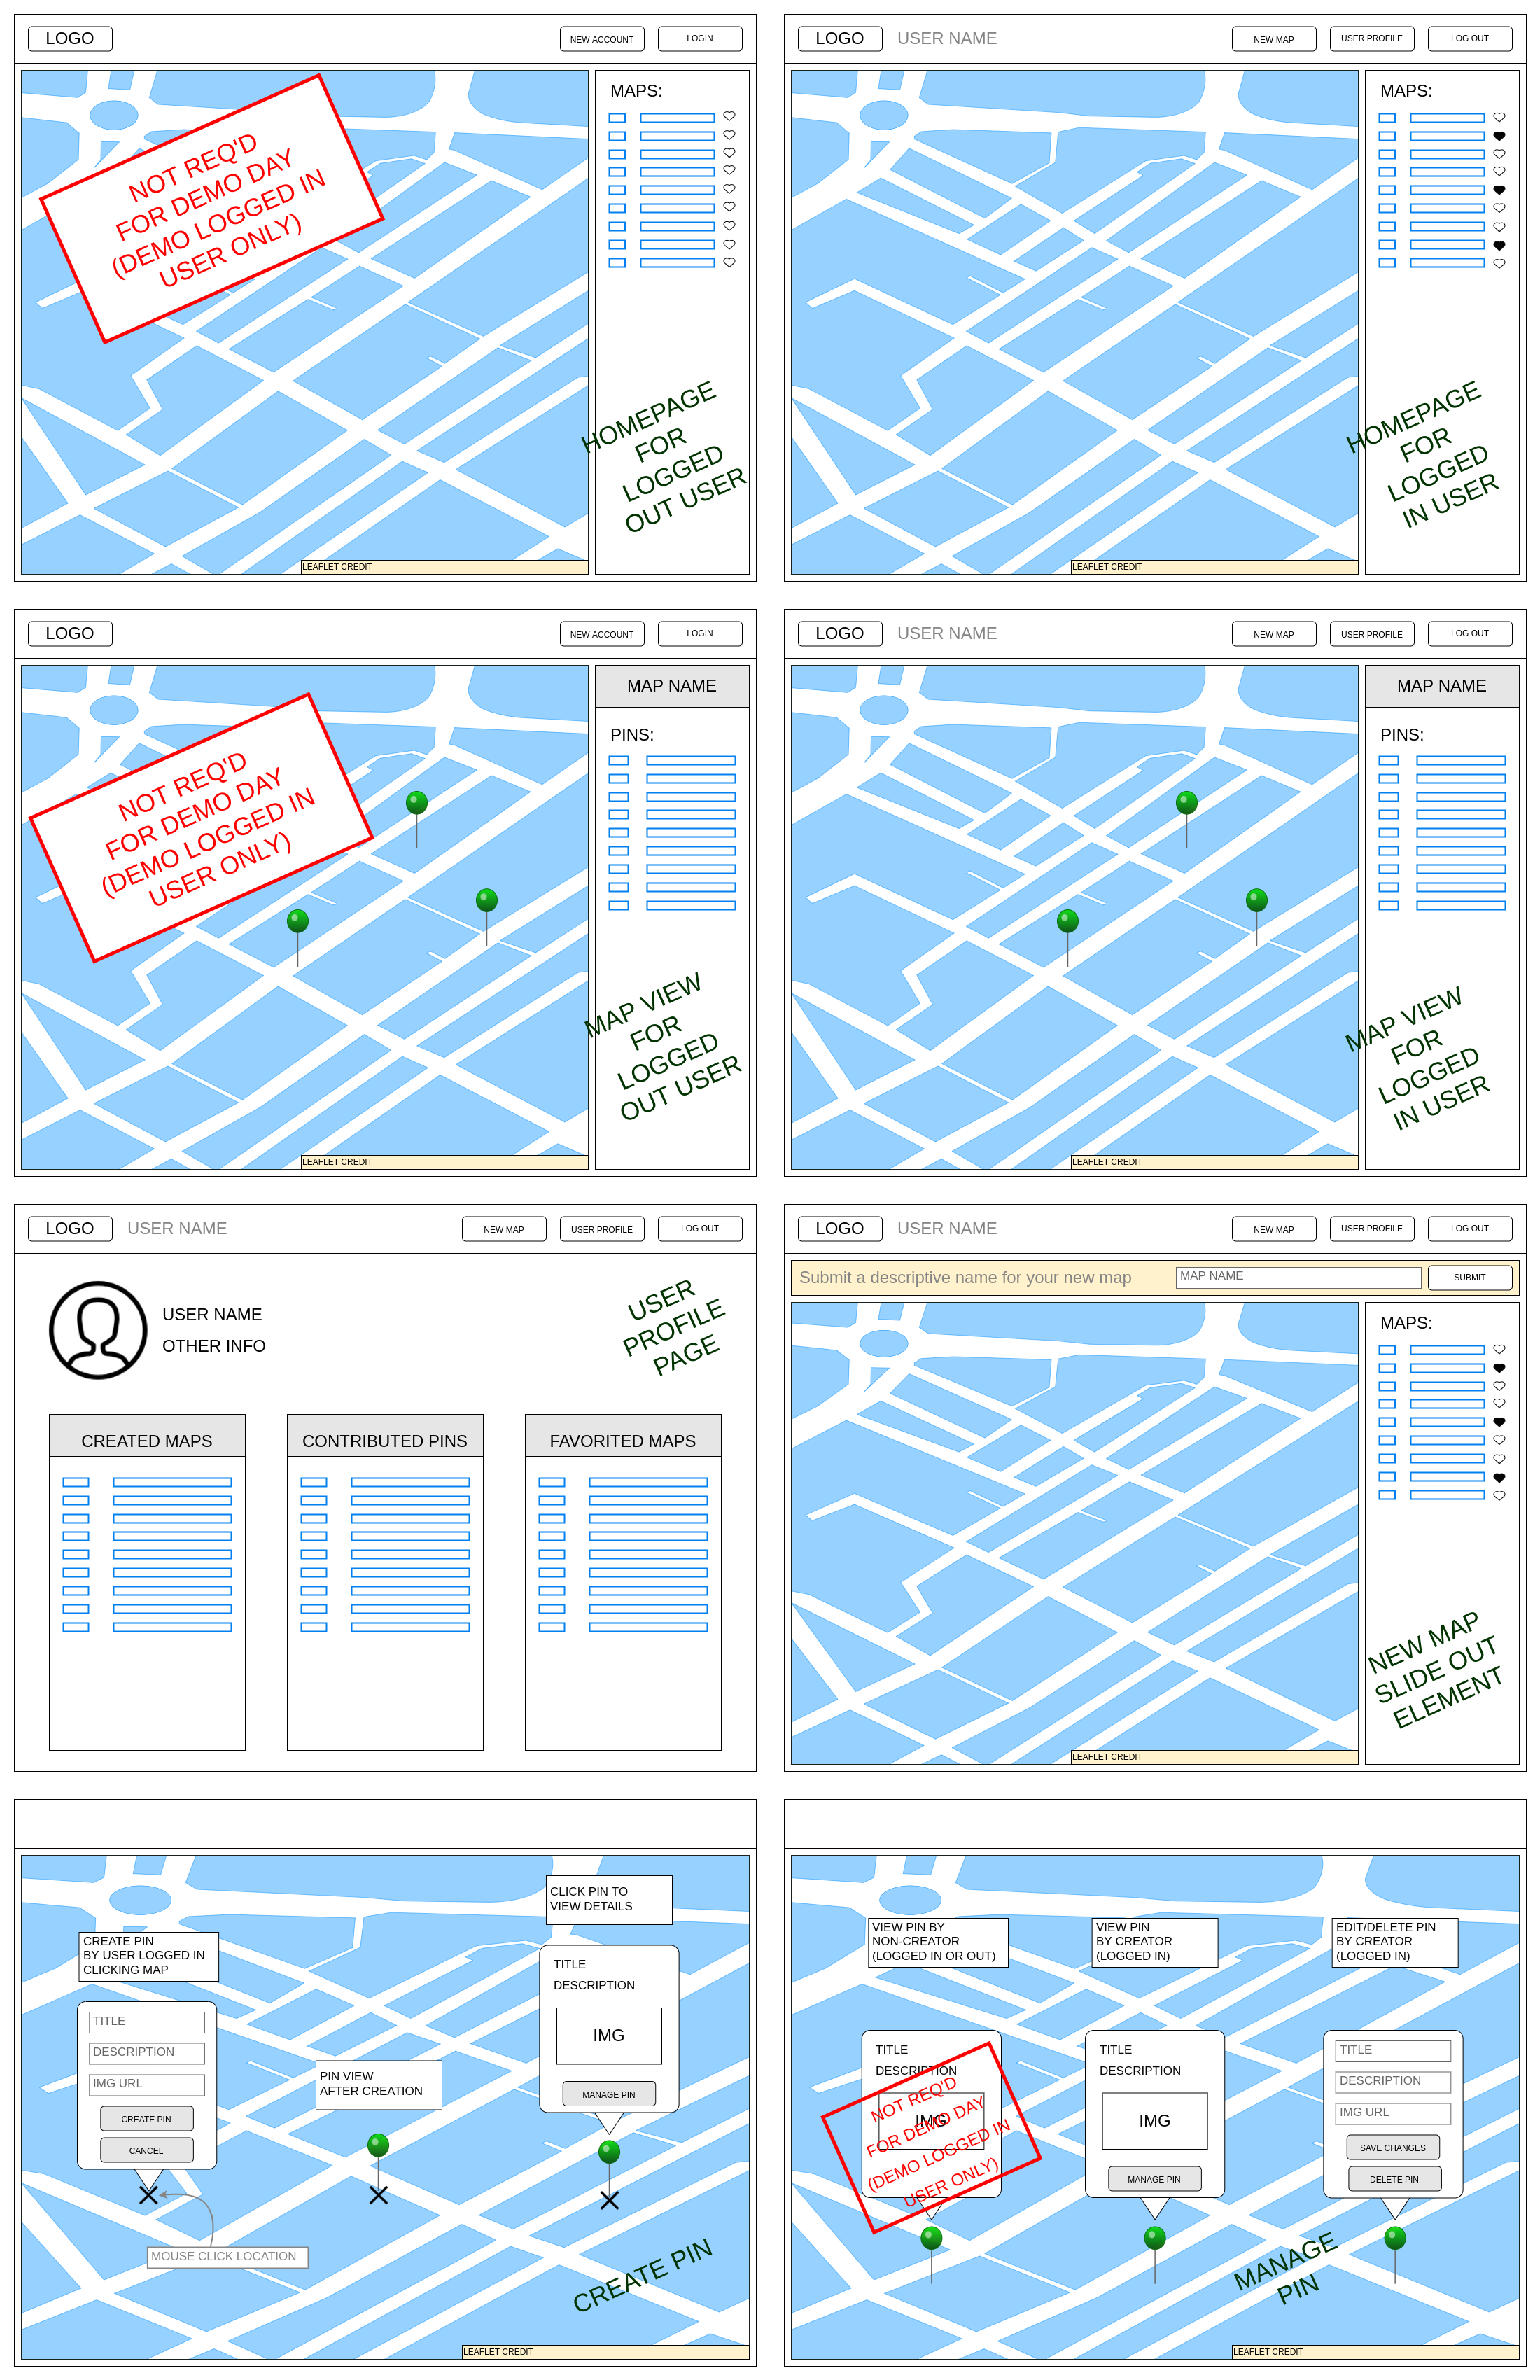 LOGO
NEW ACCOUNT
LOGIN
NOT REQ'D
FOR DEMO DAY
(DEMO LOGGED IN
USER ONLY)
MAPS:
HOMEPAGE
FOR
LOGGED
OUT USER
LEAFLET CREDIT
LOGO
USER NAME
NEW MAP
USER PROFILE
LOG OUT
MAPS:
HOMEPAGE
FOR
LOGGED
IN USER
LEAFLET CREDIT
LOGO
NEW ACCOUNT
LOGIN
NOT REQ'D
FOR DEMO DAY
(DEMO LOGGED IN
USER ONLY)
MAP NAME
PINS:
MAP VIEW
FOR
LOGGED
OUT USER
LEAFLET CREDIT
LOGO
USER NAME
NEW MAP
USER PROFILE
LOG OUT
MAP NAME
PINS:
MAP VIEW
FOR
LOGGED
IN USER
LEAFLET CREDIT
LOGO
USER NAME
NEW MAP
USER PROFILE
LOG OUT
USER NAME
OTHER INFO
USER
PROFILE
PAGE
CREATED MAPS
CONTRIBUTED PINS
FAVORITED MAPS
LOGO
USER NAME
NEW MAP
USER PROFILE
LOG OUT
Submit a descriptive name for your new map
MAP NAME
SUBMIT
MAPS:
NEW MAP
SLIDE OUT
ELEMENT
LEAFLET CREDIT
CREATE PIN
BY USER LOGGED IN
CLICKING MAP
TITLE
DESCRIPTION
IMG URL
CREATE PIN
CANCEL
MOUSE CLICK LOCATION
PIN VIEW
AFTER CREATION
CLICK PIN TO
VIEW DETAILS
TITLE
DESCRIPTION
IMG
MANAGE PIN
CREATE PIN
LEAFLET CREDIT
VIEW PIN BY
NON-CREATOR
(LOGGED IN OR OUT)
TITLE
DESCRIPTION
IMG
NOT REQ'D
FOR DEMO DAY
(DEMO LOGGED IN
USER ONLY)
VIEW PIN
BY CREATOR
(LOGGED IN)
TITLE
DESCRIPTION
IMG
MANAGE PIN
EDIT/DELETE PIN
BY CREATOR
(LOGGED IN)
TITLE
DESCRIPTION
IMG URL
SAVE CHANGES
DELETE PIN
MANAGE
PIN
LEAFLET CREDIT